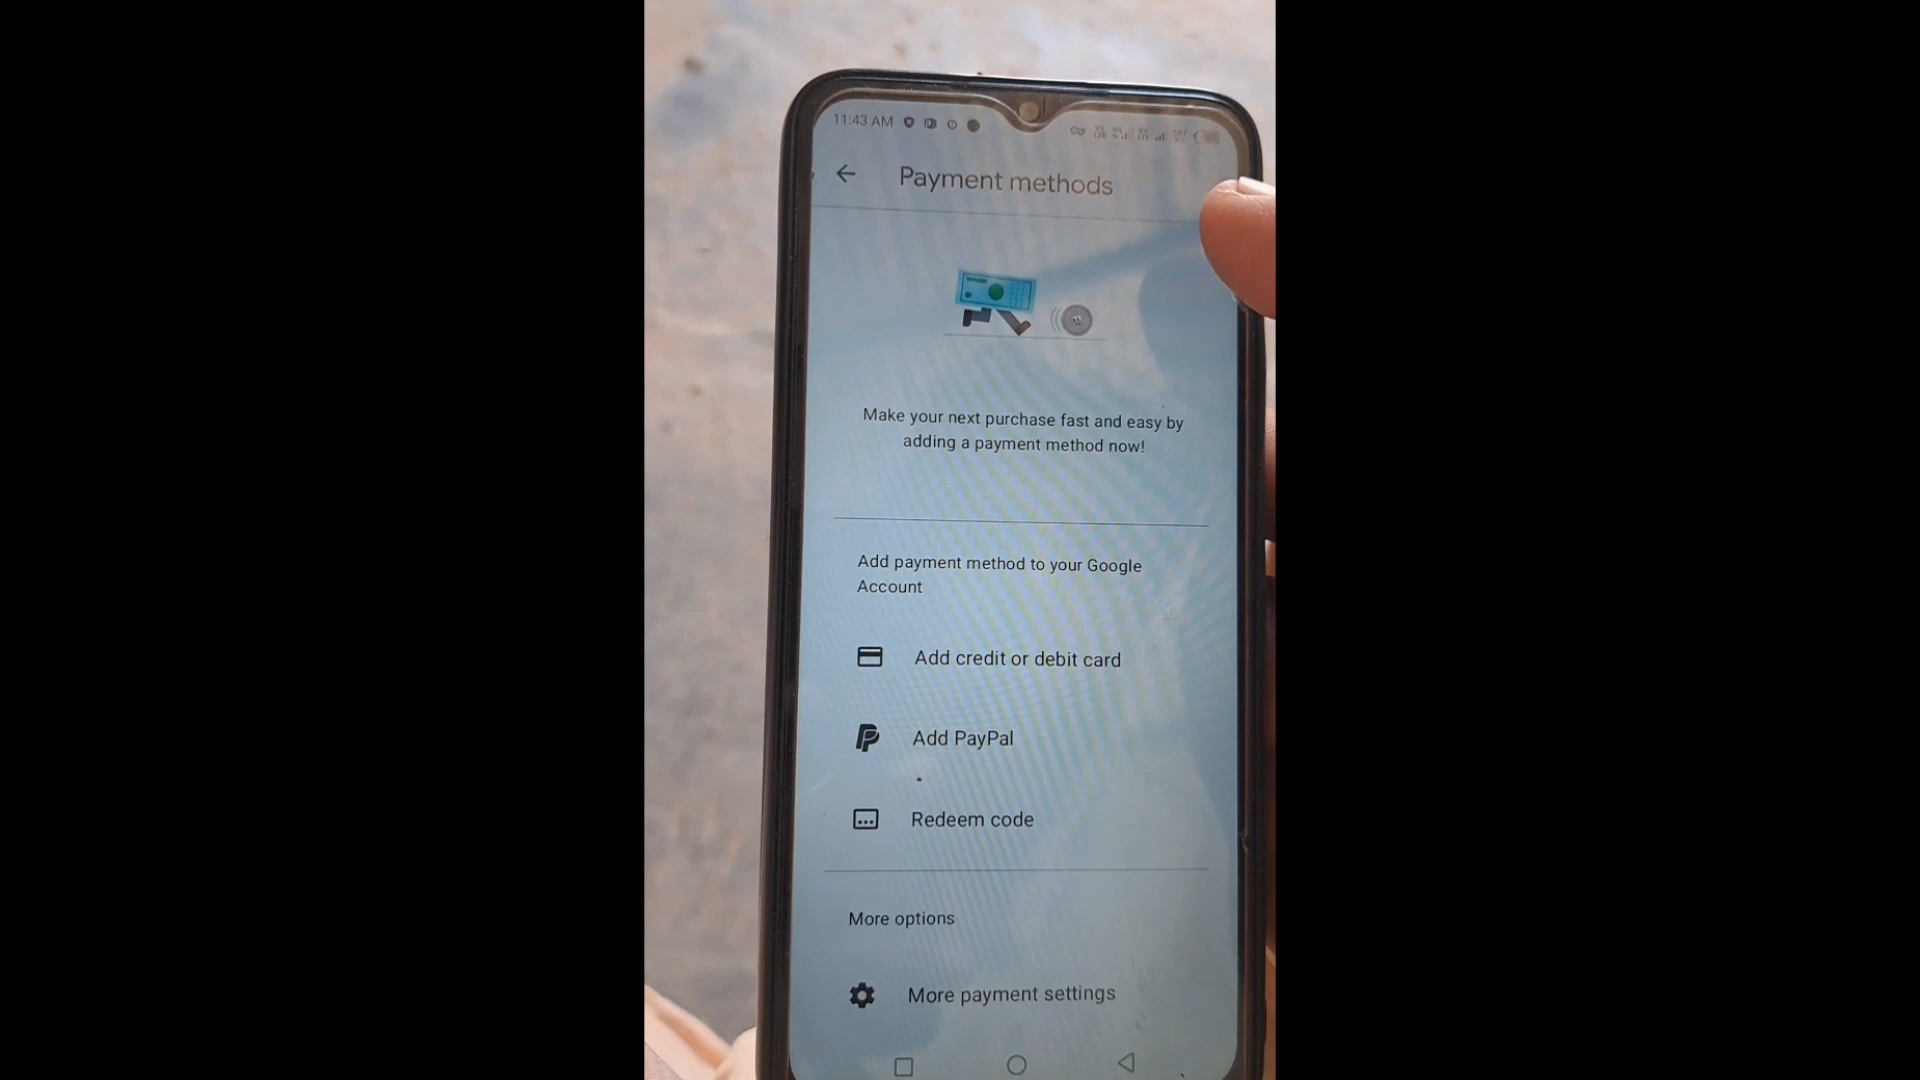 11:43 AM
Payment methods
Make your next purchase fast and easy by
adding a payment method now!
Add payment method to your Google
Account
Add credit or debit card
Add PayPal
Redeem code
More options
More payment settings